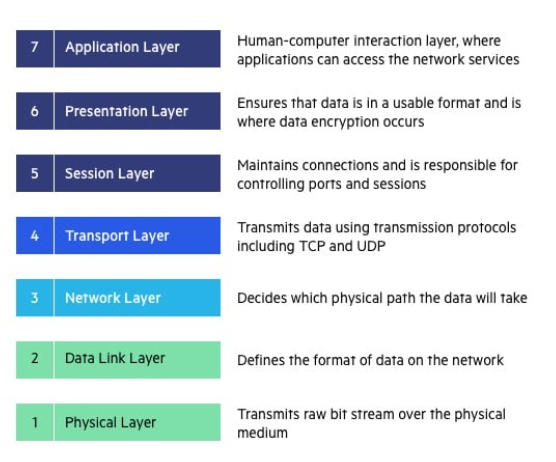 7 Application Layer
Human-computer interaction layer, where
applications can access the network services
6 Presentation Layer
Ensures that data is in a usable format and is
where data encryption occurs
5 Session Layer
Maintains connections and is responsible for
controlling ports and sessions
4 Transport Layer
Transmits data using transmission protocols
including TCP and UDP
3 Network Layer
Decides which physical path the data will take
2 Data Link Layer
Defines the format of data on the network
1 Physical Layer
Transmits raw bit stream over the physical
medium